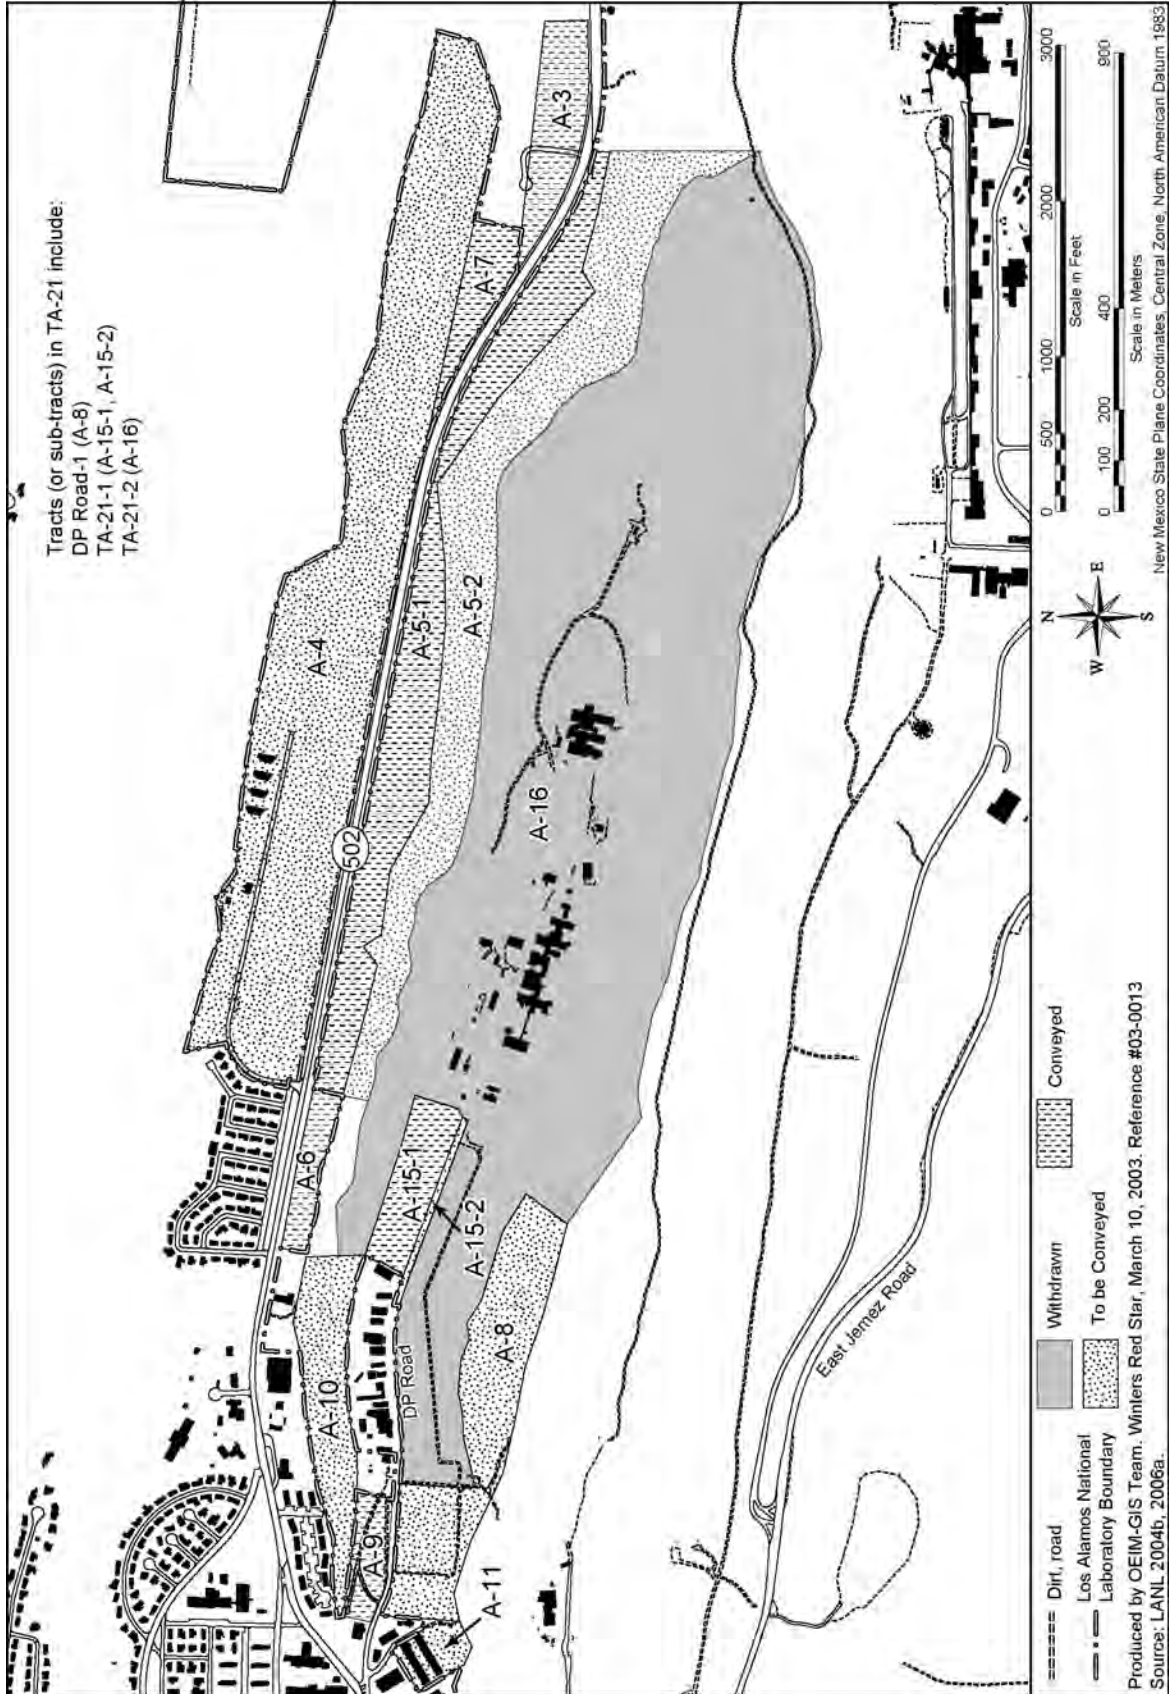 Tracts (or sub-tracts) in TA-21 include:
DP Road-1 (A-8)
TA-21-1 (A-15-1, A-15-2)
TA-21-2 (A-16)
A-4
A-3
A-7
502
A-5-1
A-5-2
A-6
A-16
A-10
A-15-1
A-15-2
DP Road
A-9
A-8
A-11
East Jemez Road
Dirt, road
Los Alamos National
Laboratory Boundary
Withdrawn
To be Conveyed
Conveyed
N
W
E
S
0
500
1000
2000
3000
Scale in Feet
0
100
200
400
900
Scale in Meters
Produced by OEIM-GIS Team. Winters Red Star, March 10, 2003. Reference #03-0013
New Mexico State Plane Coordinates, Central Zone, North American Datum 1983
Source: LANL 2004b, 2006a.